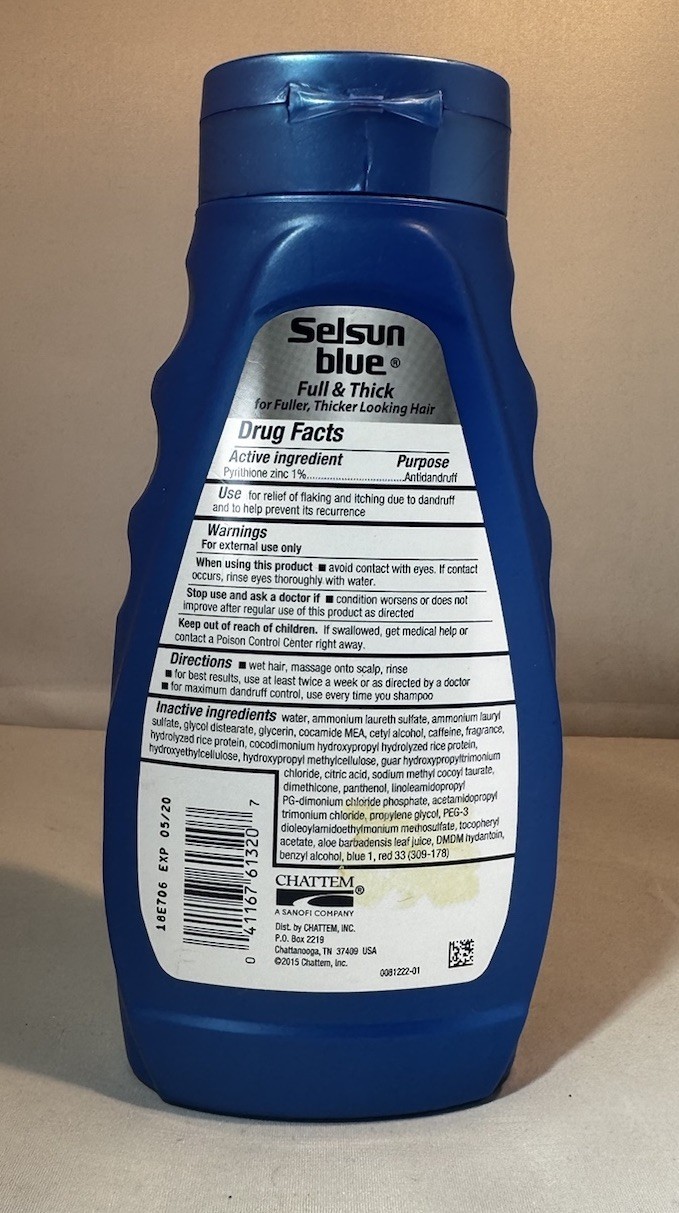 Selsun
blue®
Full & Thick
for Fuller, Thicker Looking Hair
Drug Facts
Active ingredient Purpose
Pyrithione zinc 1%..............................Antidandruff
Use for relief of flaking and itching due to dandruff
and to help prevent its recurrence
Warnings
For external use only
When using this product ■ avoid contact with eyes. If contact
occurs, rinse eyes thoroughly with water.
Stop use and ask a doctor if ■ condition worsens or does not
improve after regular use of this product as directed
Keep out of reach of children. If swallowed, get medical help or
contact a Poison Control Center right away.
Directions ■ wet hair, massage onto scalp, rinse
■ for best results, use at least twice a week or as directed by a doctor
■ for maximum dandruff control, use every time you shampoo
Inactive ingredients water, ammonium laureth sulfate, ammonium lauryl
sulfate, glycol distearate, glycerin, cocamide MEA, cetyl alcohol, caffeine, fragrance,
hydrolyzed rice protein, cocodimonium hydroxypropyl hydrolyzed rice protein,
hydroxyethylcellulose, hydroxypropyl methylcellulose, guar hydroxypropyltrimonium
chloride, citric acid, sodium methyl cocoyl taurate,
dimethicone, panthenol, linoleamidopropyl
PG-dimonium chloride phosphate, acetamidopropyl
trimonium chloride, propylene glycol, PEG-3
dioleoylamidoethylmonium methosulfate, tocopheryl
acetate, aloe barbadensis leaf juice, DMDM hydantoin,
benzyl alcohol, blue 1, red 33 (309-178)
18E706 EXP 05/20
0 41167 61320 7
CHATTEM®
A SANOFI COMPANY
Dist. by CHATTEM, INC.
P.O. Box 2219
Chattanooga, TN 37409 USA
©2015 Chattem, Inc.
0081222-01